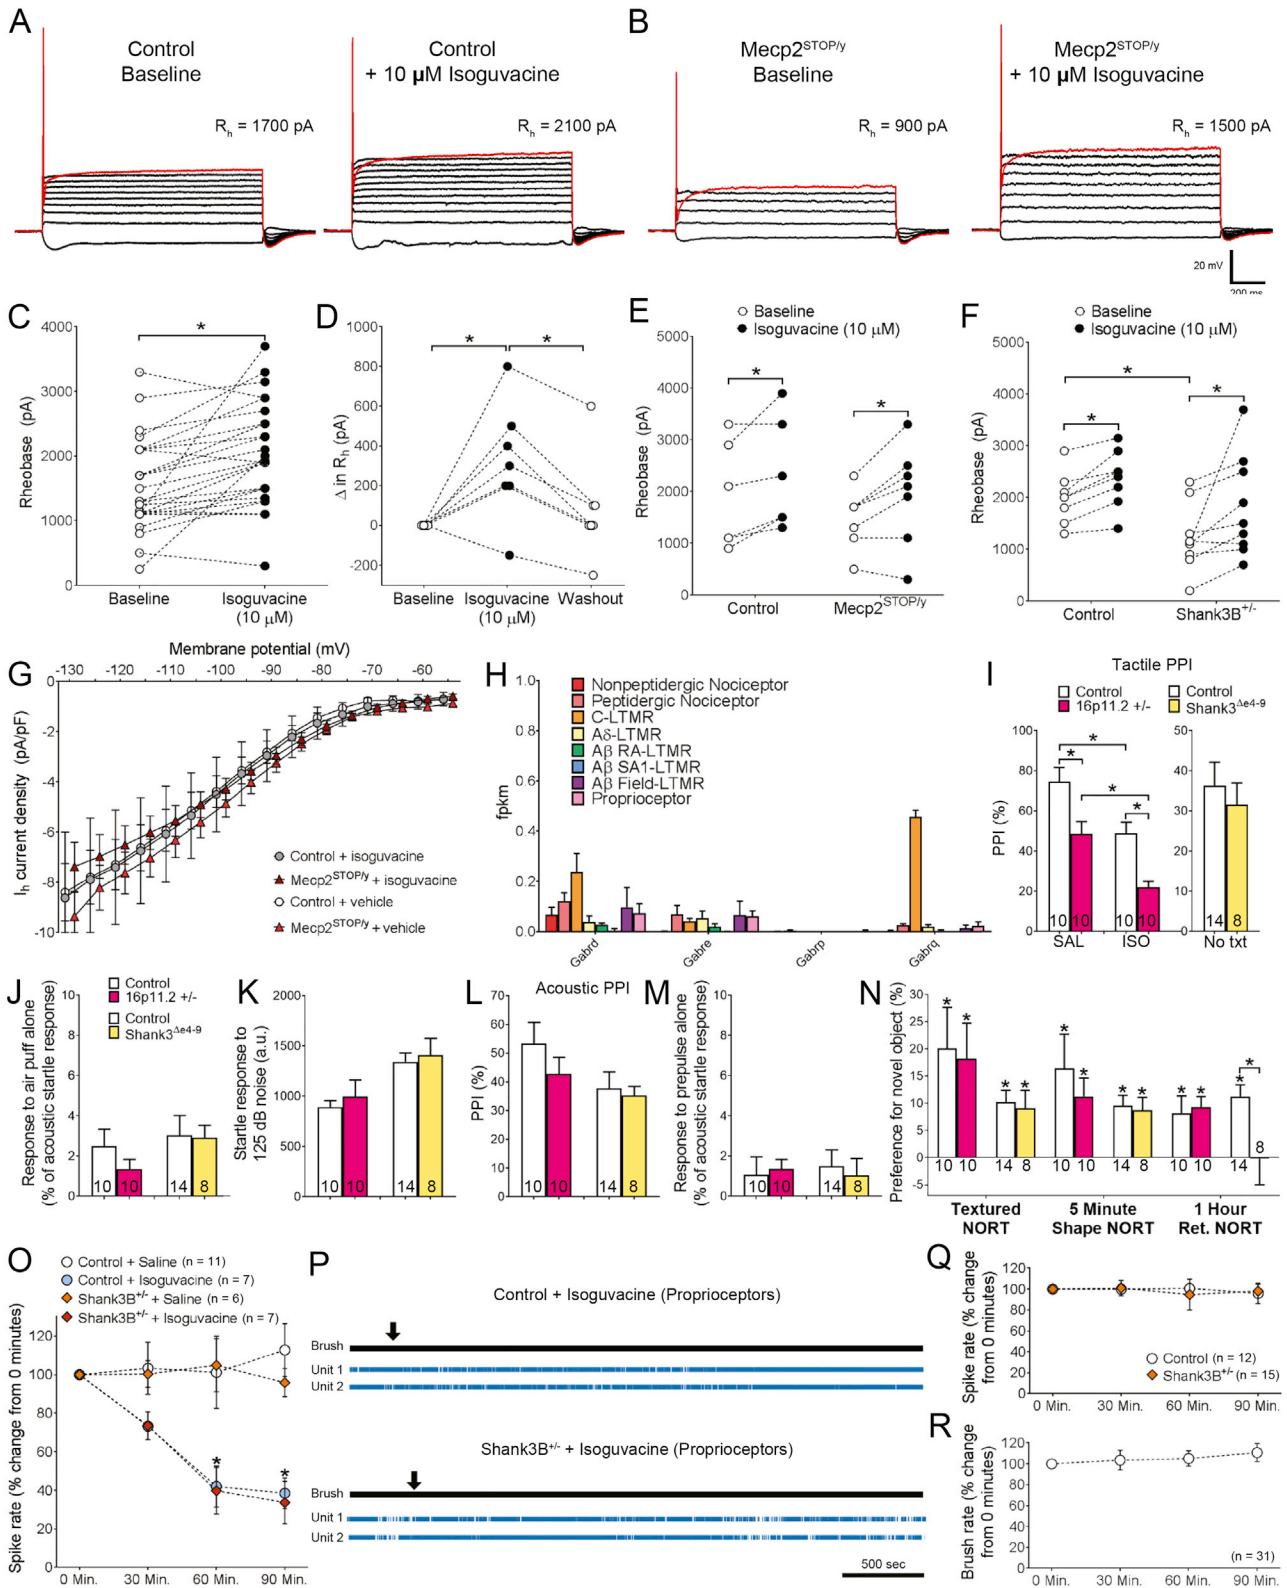 A
Control
Baseline
Rh = 1700 pA
Control
+ 10 µM Isoguvacine
Rh = 2100 pA
B
Mecp2STOP/y
Baseline
Rh = 900 pA
Mecp2STOP/y
+ 10 µM Isoguvacine
Rh = 1500 pA
20 mV
200 ms
C
Rheobase (pA)
4000
3000
2000
1000
0
*
Baseline
Isoguvacine
(10 µM)
D
Δ in Rh (pA)
1000
800
600
400
200
0
-200
* *
Baseline
Isoguvacine
(10 µM)
Washout
E
Baseline
Isoguvacine (10 µM)
Rheobase (pA)
5000
4000
3000
2000
1000
0
* *
Control
Mecp2STOP/y
F
Baseline
Isoguvacine (10 µM)
Rheobase (pA)
5000
4000
3000
2000
1000
0
* * *
Control
Shank3B+/-
G
Membrane potential (mV)
-130 -120 -110 -100 -90 -80 -70 -60
Ih current density (pA/pF)
0
-2
-4
-6
-8
-10
Control + isoguvacine
Mecp2STOP/y + isoguvacine
Control + vehicle
Mecp2STOP/y + vehicle
H
fpkm
1.0
0.8
0.6
0.4
0.2
0.0
Nonpeptidergic Nociceptor
Peptidergic Nociceptor
C-LTMR
Aδ-LTMR
Aβ RA-LTMR
Aβ SA1-LTMR
Aβ Field-LTMR
Proprioceptor
Gabrd
Gabre
Gabrp
Gabrq
I
Tactile PPI
Control
16p11.2 +/-
Control
Shank3Δe4-9
PPI (%)
100
80
60
40
20
0
* * * *
10 10 10 10
SAL ISO
50
40
30
20
10
0
14 8
No txt
J
Control
16p11.2 +/-
Control
Shank3Δe4-9
Response to air puff alone
(% of acoustic startle response)
10
8
6
4
2
0
10 10 14 8
K
Startle response to
125 dB noise (a.u.)
2000
1500
1000
500
0
10 10 14 8
L
Acoustic PPI
PPI (%)
70
60
50
40
30
20
10
0
10 10 14 8
M
Response to prepulse alone
(% of acoustic startle response)
10
8
6
4
2
0
10 10 14 8
N
Preference for novel object (%)
30
25
20
15
10
5
0
-5
* * * * * * * * * * * *
10 10 14 8 10 10 14 8 10 10 14 8
Textured
NORT
5 Minute
Shape NORT
1 Hour
Ret. NORT
O
Control + Saline (n = 11)
Control + Isoguvacine (n = 7)
Shank3B+/- + Saline (n = 6)
Shank3B+/- + Isoguvacine (n = 7)
Spike rate (% change from 0 minutes)
120
100
80
60
40
20
0
* *
0 Min. 30 Min. 60 Min. 90 Min.
P
Control + Isoguvacine (Proprioceptors)
Brush
Unit 1
Unit 2
Shank3B+/- + Isoguvacine (Proprioceptors)
Brush
Unit 1
Unit 2
500 sec
Q
Spike rate (% change
from 0 minutes)
120
100
80
60
40
20
0
Control (n = 12)
Shank3B+/- (n = 15)
0 Min. 30 Min. 60 Min. 90 Min.
R
Brush rate (% change
from 0 minutes)
120
100
80
60
40
20
0
(n = 31)
0 Min. 30 Min. 60 Min. 90 Min.